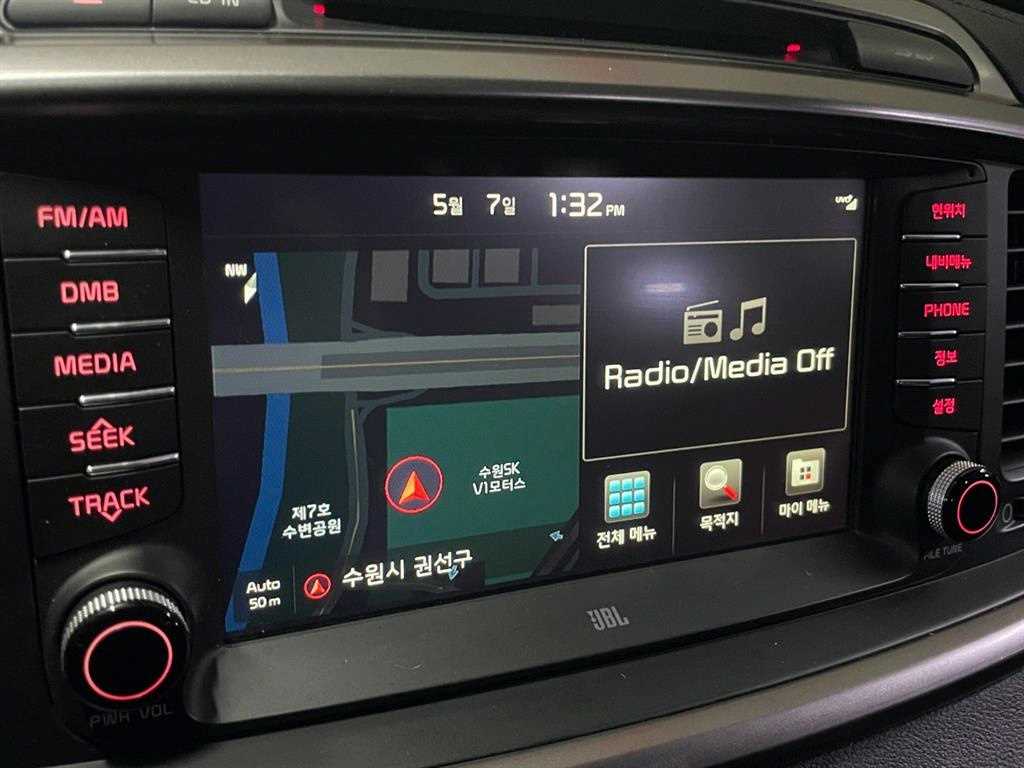 CD IN
FM/AM
DMB
MEDIA
SEEK
TRACK
PWR VOL
5월 7일 1:32 PM
UVO
NW
Radio/Media Off
수원SK
V1모터스
제7호
수변공원
Auto
50 m
수원시 권선구
전체 메뉴
목적지
마이 메뉴
JBL
현위치
내비메뉴
PHONE
정보
설정
FILE TUNE